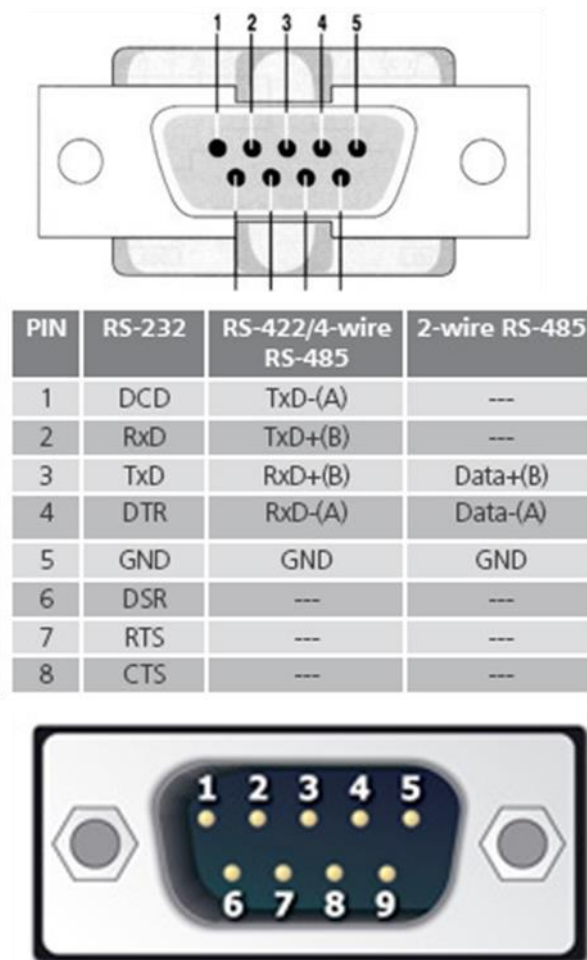 1 2 3 4 5
PIN RS-232 RS-422/4-wire RS-485 2-wire RS-485
1 DCD TxD-(A) ---
2 RxD TxD+(B) ---
3 TxD RxD+(B) Data+(B)
4 DTR RxD-(A) Data-(A)
5 GND GND GND
6 DSR --- ---
7 RTS --- ---
8 CTS --- ---
1 2 3 4 5
6 7 8 9